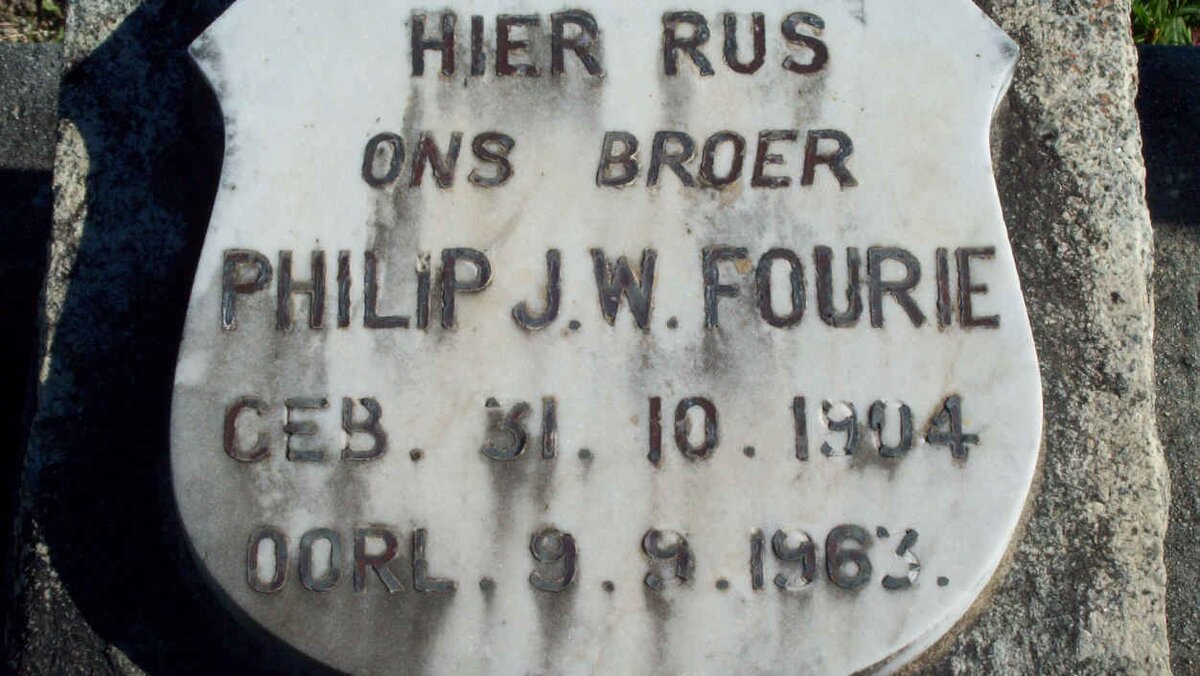 HIER RUS
ONS BROER
PHILIP J.W. FOURIE
GEB. 31. 10. 1904
OORL. 9. 9. 1963.